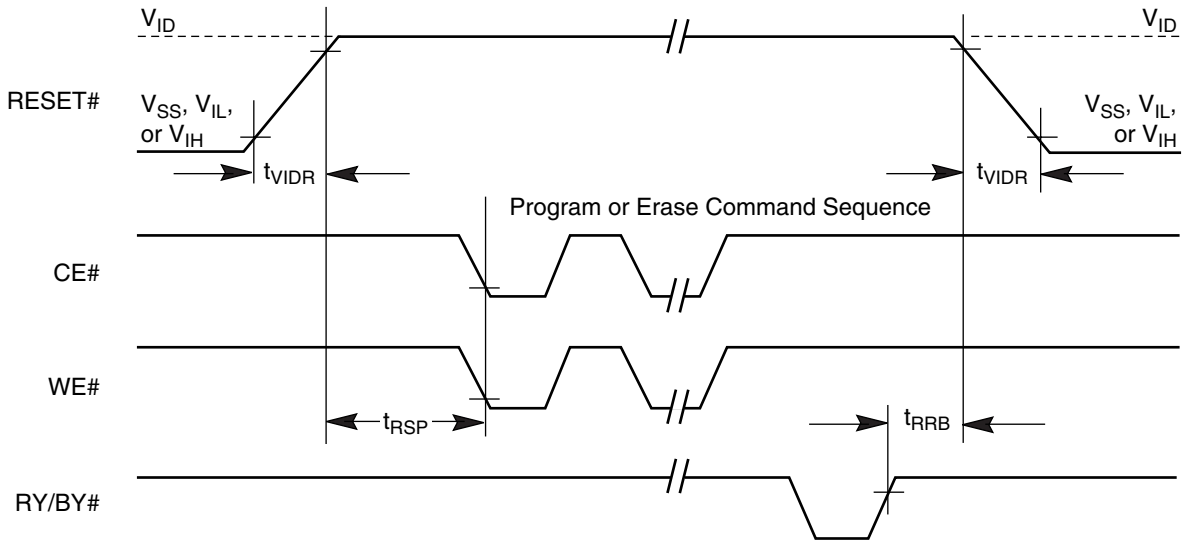 V_ID
V_ID
RESET#
V_SS, V_IL,
or V_IH
V_SS, V_IL,
or V_IH
t_VIDR
t_VIDR
Program or Erase Command Sequence
CE#
WE#
t_RSP
t_RRB
RY/BY#